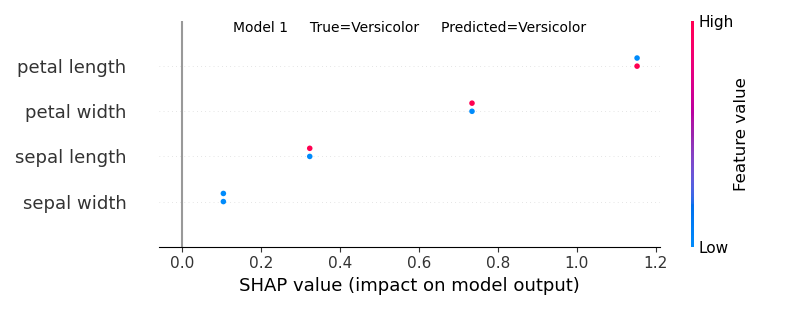 Model 1 True=Versicolor Predicted=Versicolor
High
petal length
petal width
sepal length
sepal width
Feature value
Low
0.0 0.2 0.4 0.6 0.8 1.0 1.2
SHAP value (impact on model output)